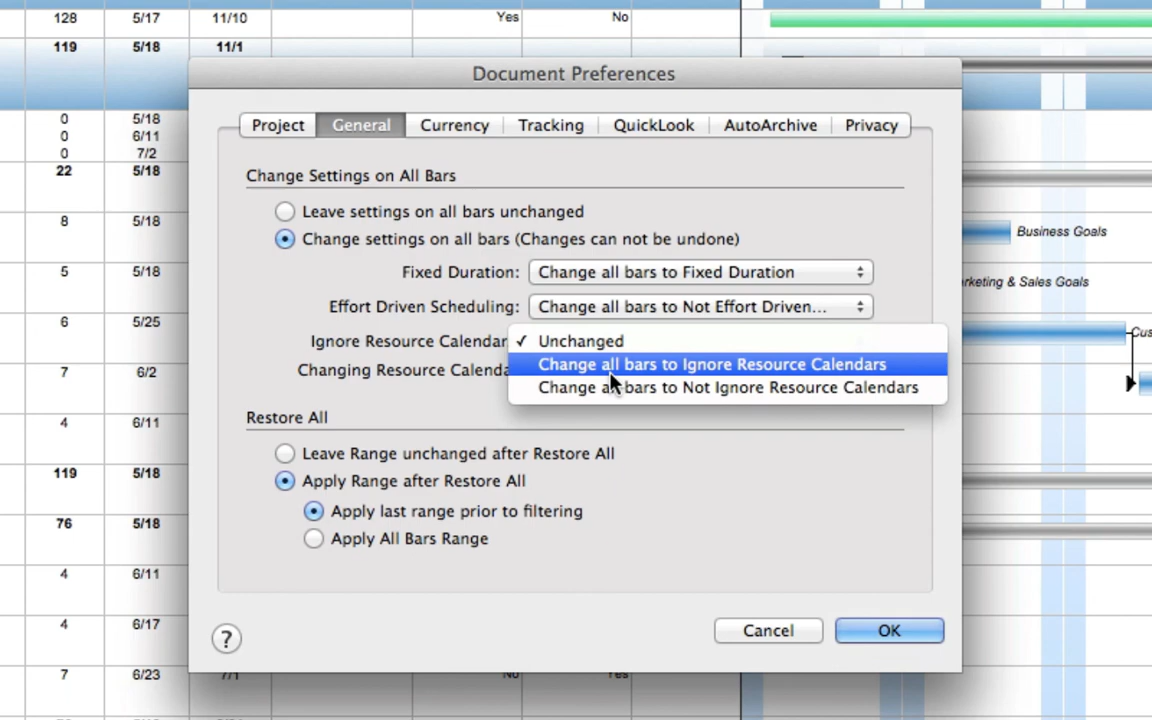 128 5/17 11/10 Yes No
119 5/18 11/1
Document Preferences
Project General Currency Tracking QuickLook AutoArchive Privacy
0 5/18
0 6/11
0 7/2
22 5/18
Change Settings on All Bars
Leave settings on all bars unchanged
8 5/18
Business Goals
Change settings on all bars (Changes can not be undone)
5 5/18
Fixed Duration: Change all bars to Fixed Duration
rketing & Sales Goals
Effort Driven Scheduling: Change all bars to Not Effort Driven...
6 5/25
Cus
Ignore Resource Calendar
✓ Unchanged
Change all bars to Ignore Resource Calendars
Change all bars to Not Ignore Resource Calendars
7 6/2
Changing Resource Calenda
4 6/11
Restore All
Leave Range unchanged after Restore All
119 5/18
Apply Range after Restore All
Apply last range prior to filtering
76 5/18
Apply All Bars Range
4 6/11
4 6/17
? Cancel OK
7 6/23 7/1 No Yes